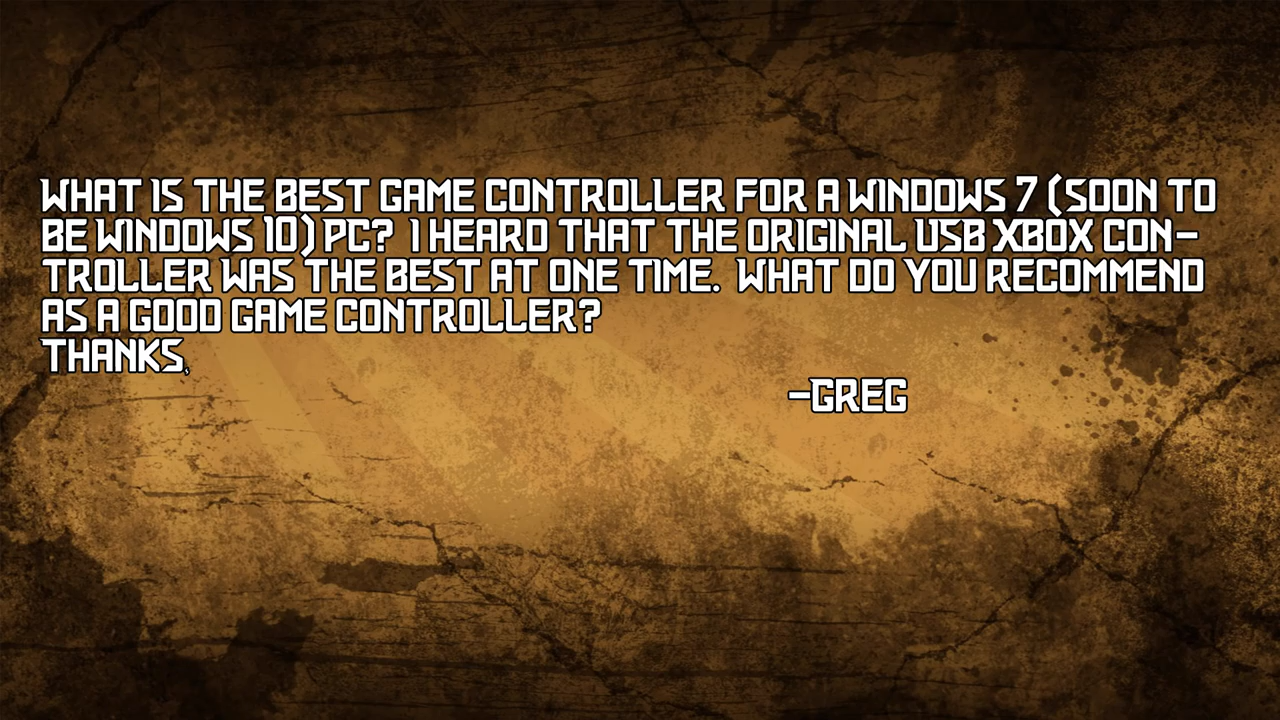 WHAT IS THE BEST GAME CONTROLLER FOR A WINDOWS 7 (SOON TO
BE WINDOWS 10) PC? I HEARD THAT THE ORIGINAL USB XBOX CON-
TROLLER WAS THE BEST AT ONE TIME. WHAT DO YOU RECOMMEND
AS A GOOD GAME CONTROLLER?
THANKS,
-GREG